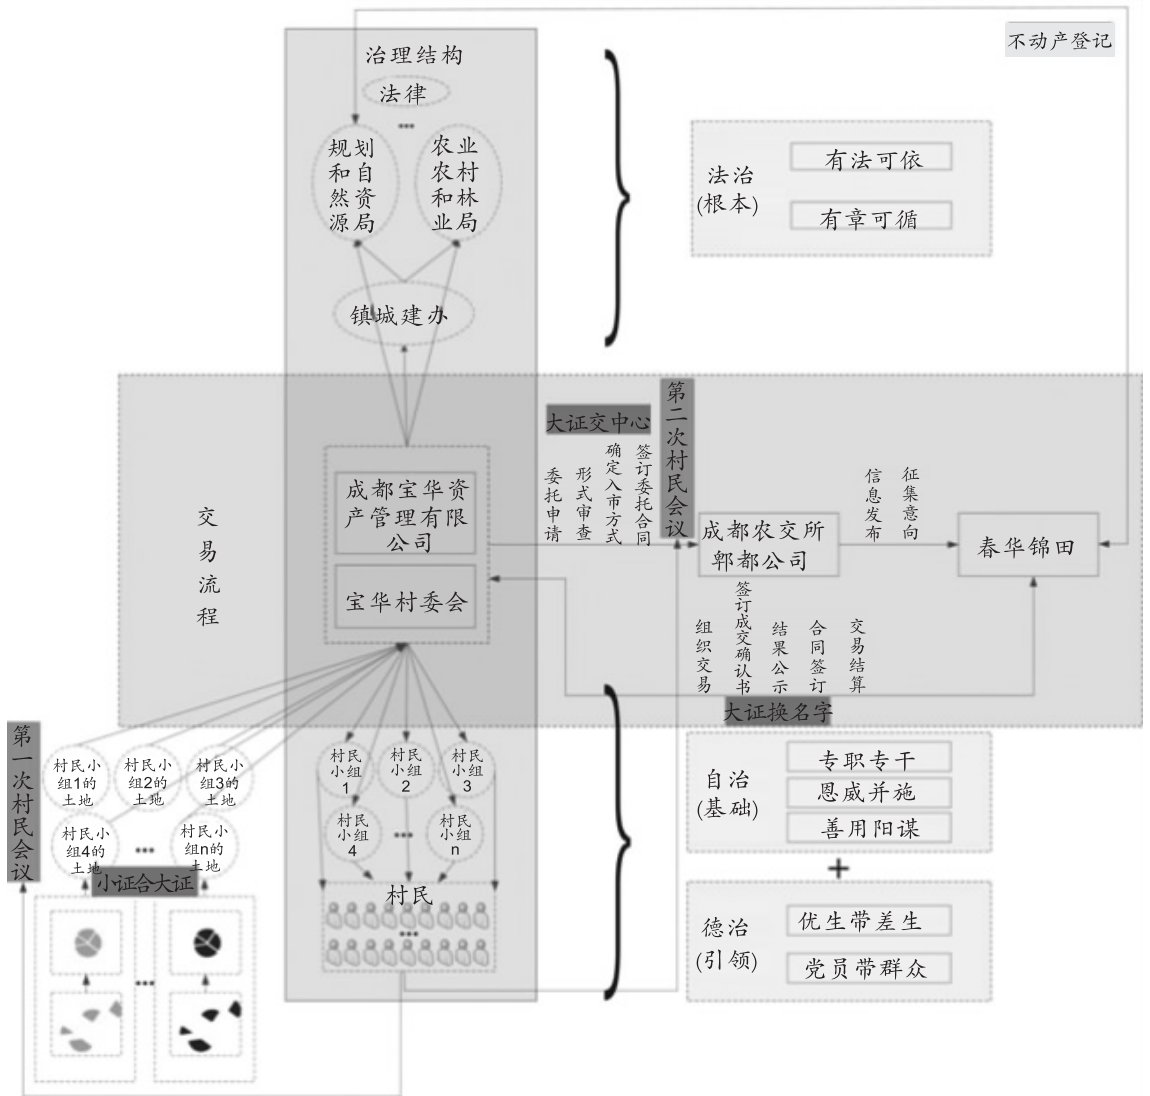 不动产登记
治理结构
法律
...
规划
和自
然资
源局
农业
农村
和林
业局
镇城建办
法治
(根本)
有法可依
有章可循
交易流程
成都宝华资
产管理有限
公司
宝华村委会
大证交中心
委托申请
形式审查
确定入市方式
签订委托合同
第二次村民会议
成都农交所
郫都公司
信息发布
征集意向
春华锦田
组织交易
签订成交确认书
结果公示
合同签订
交易结算
大证换名字
第一次村民会议
村民小
组1的
土地
村民小
组2的
土地
村民小
组3的
土地
村民小
组4的
土地
...
村民小
组n的
土地
小证合大证
...
村民
小组
1
村民
小组
2
村民
小组
3
村民
小组
4
...
村民
小组
n
村民
...
自治
(基础)
专职专干
恩威并施
善用阳谋
+
德治
(引领)
优生带差生
党员带群众